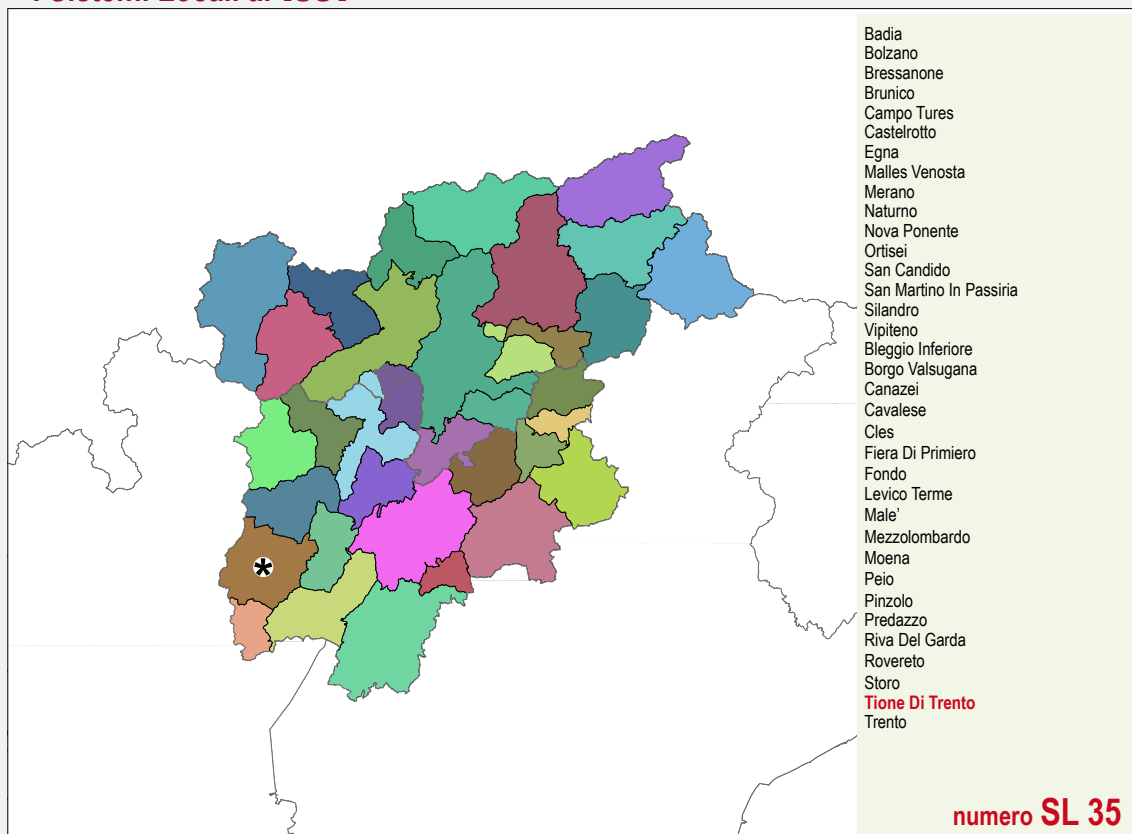 Badia
Bolzano
Bressanone
Brunico
Campo Tures
Castelrotto
Egna
Malles Venosta
Merano
Naturno
Nova Ponente
Ortisei
San Candido
San Martino In Passiria
Silandro
Vipiteno
Bleggio Inferiore
Borgo Valsugana
Canazei
Cavalese
Cles
Fiera Di Primiero
Fondo
Levico Terme
Male'
Mezzolombardo
Moena
Peio
Pinzolo
Predazzo
Riva Del Garda
Rovereto
Storo
Tione Di Trento
Trento
*
numero SL 35